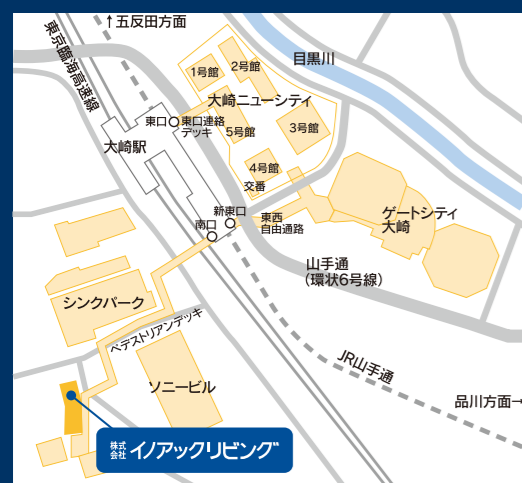 ↑五反田方面
東京臨海高速線
目黒川
1号館
2号館
大崎ニューシティ
東口
東口連絡
デッキ
5号館
3号館
大崎駅
4号館
交番
新東口
南口
東西
自由通路
ゲートシティ
大崎
山手通
(環状6号線)
シンクパーク
ペデストリアンデッキ
ソニービル
JR山手通
品川方面→
株式
会社
イノアックリビング